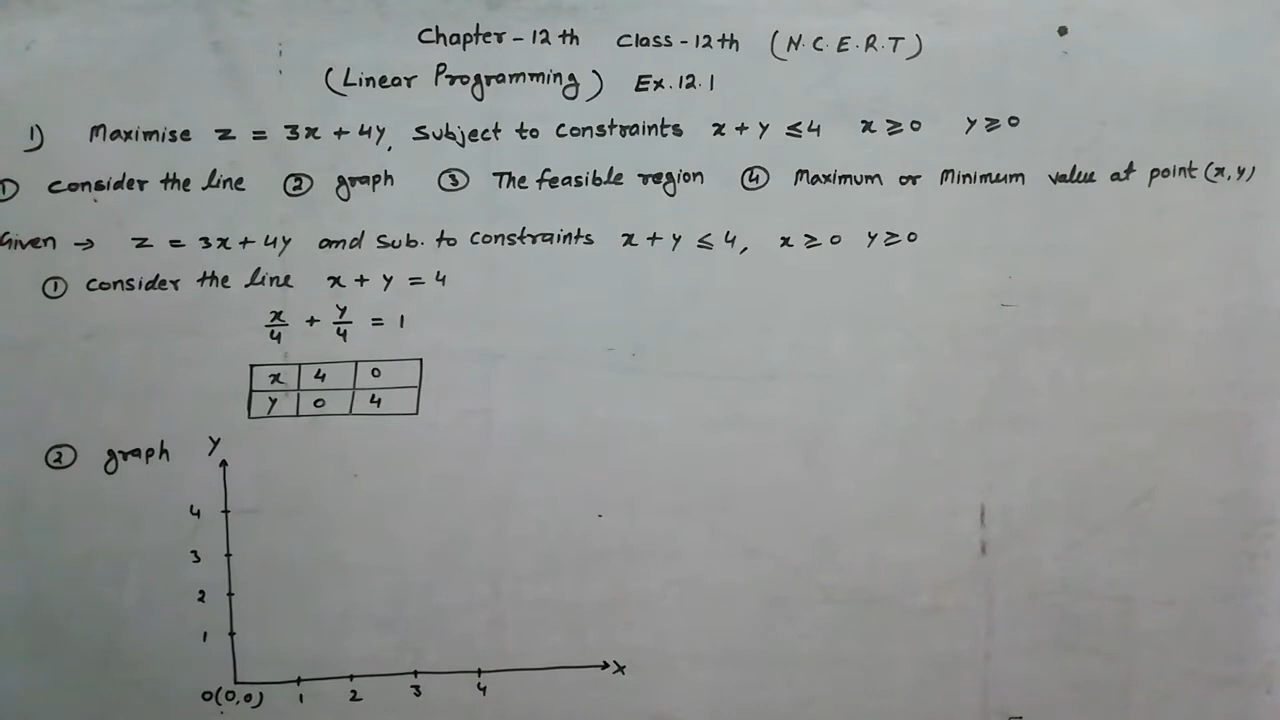 Chapter - 12th Class - 12th (N.C.E.R.T)
(Linear Programming) Ex. 12.1
1) Maximise z = 3x + 4y, Subject to constraints x + y ≤ 4 x ≥ 0 y ≥ 0
① consider the line ② graph ③ The feasible region ④ Maximum or Minimum value at point (x, y)
Given → z = 3x + 4y and sub. to constraints x + y ≤ 4, x ≥ 0 y ≥ 0
① consider the line x + y = 4
x/4 + y/4 = 1
x 4 0
y 0 4
② graph Y
4
3
2
1
X
0(0,0) 1 2 3 4